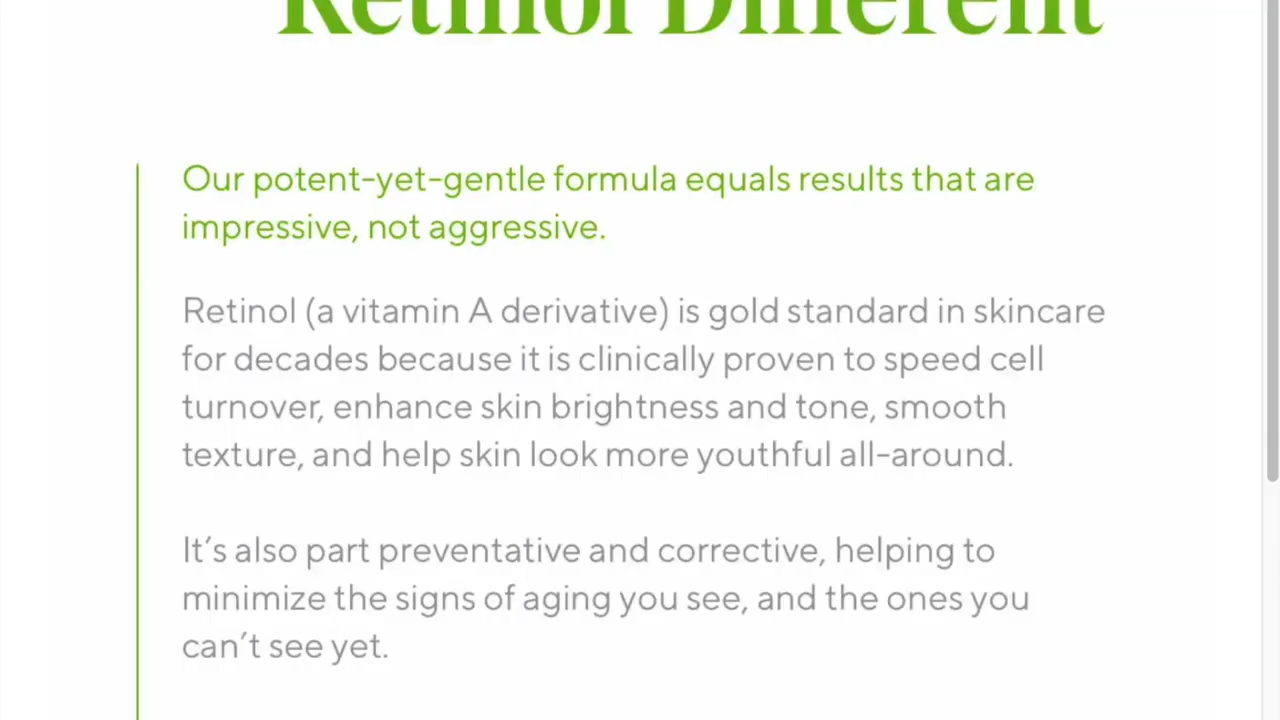 Retinol Different
Our potent-yet-gentle formula equals results that are
impressive, not aggressive.
Retinol (a vitamin A derivative) is gold standard in skincare
for decades because it is clinically proven to speed cell
turnover, enhance skin brightness and tone, smooth
texture, and help skin look more youthful all-around.
It’s also part preventative and corrective, helping to
minimize the signs of aging you see, and the ones you
can’t see yet.